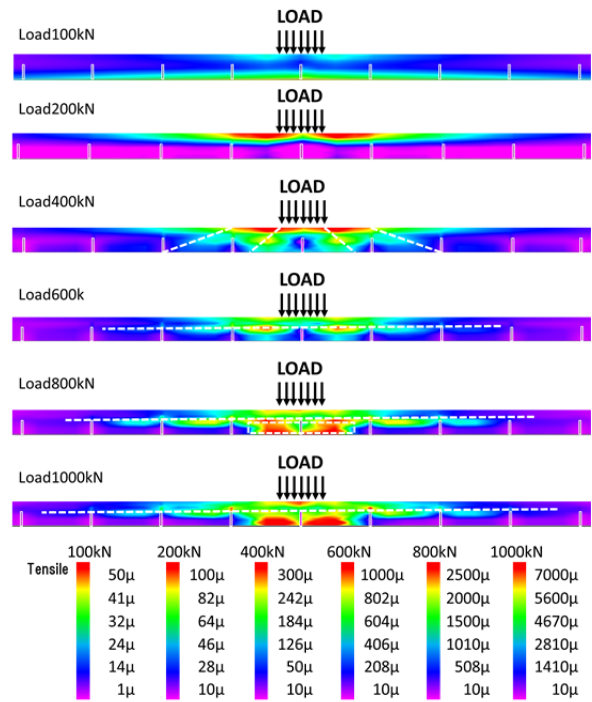 LOAD
Load100kN
LOAD
Load200kN
LOAD
Load400kN
LOAD
Load600k
LOAD
Load800kN
LOAD
Load1000kN
100kN 200kN 400kN 600kN 800kN 1000kN
Tensile 50μ 100μ 300μ 1000μ 2500μ 7000μ
41μ 82μ 242μ 802μ 2000μ 5600μ
32μ 64μ 184μ 604μ 1500μ 4670μ
24μ 46μ 126μ 406μ 1010μ 2810μ
14μ 28μ 50μ 208μ 508μ 1410μ
1μ 10μ 10μ 10μ 10μ 10μ